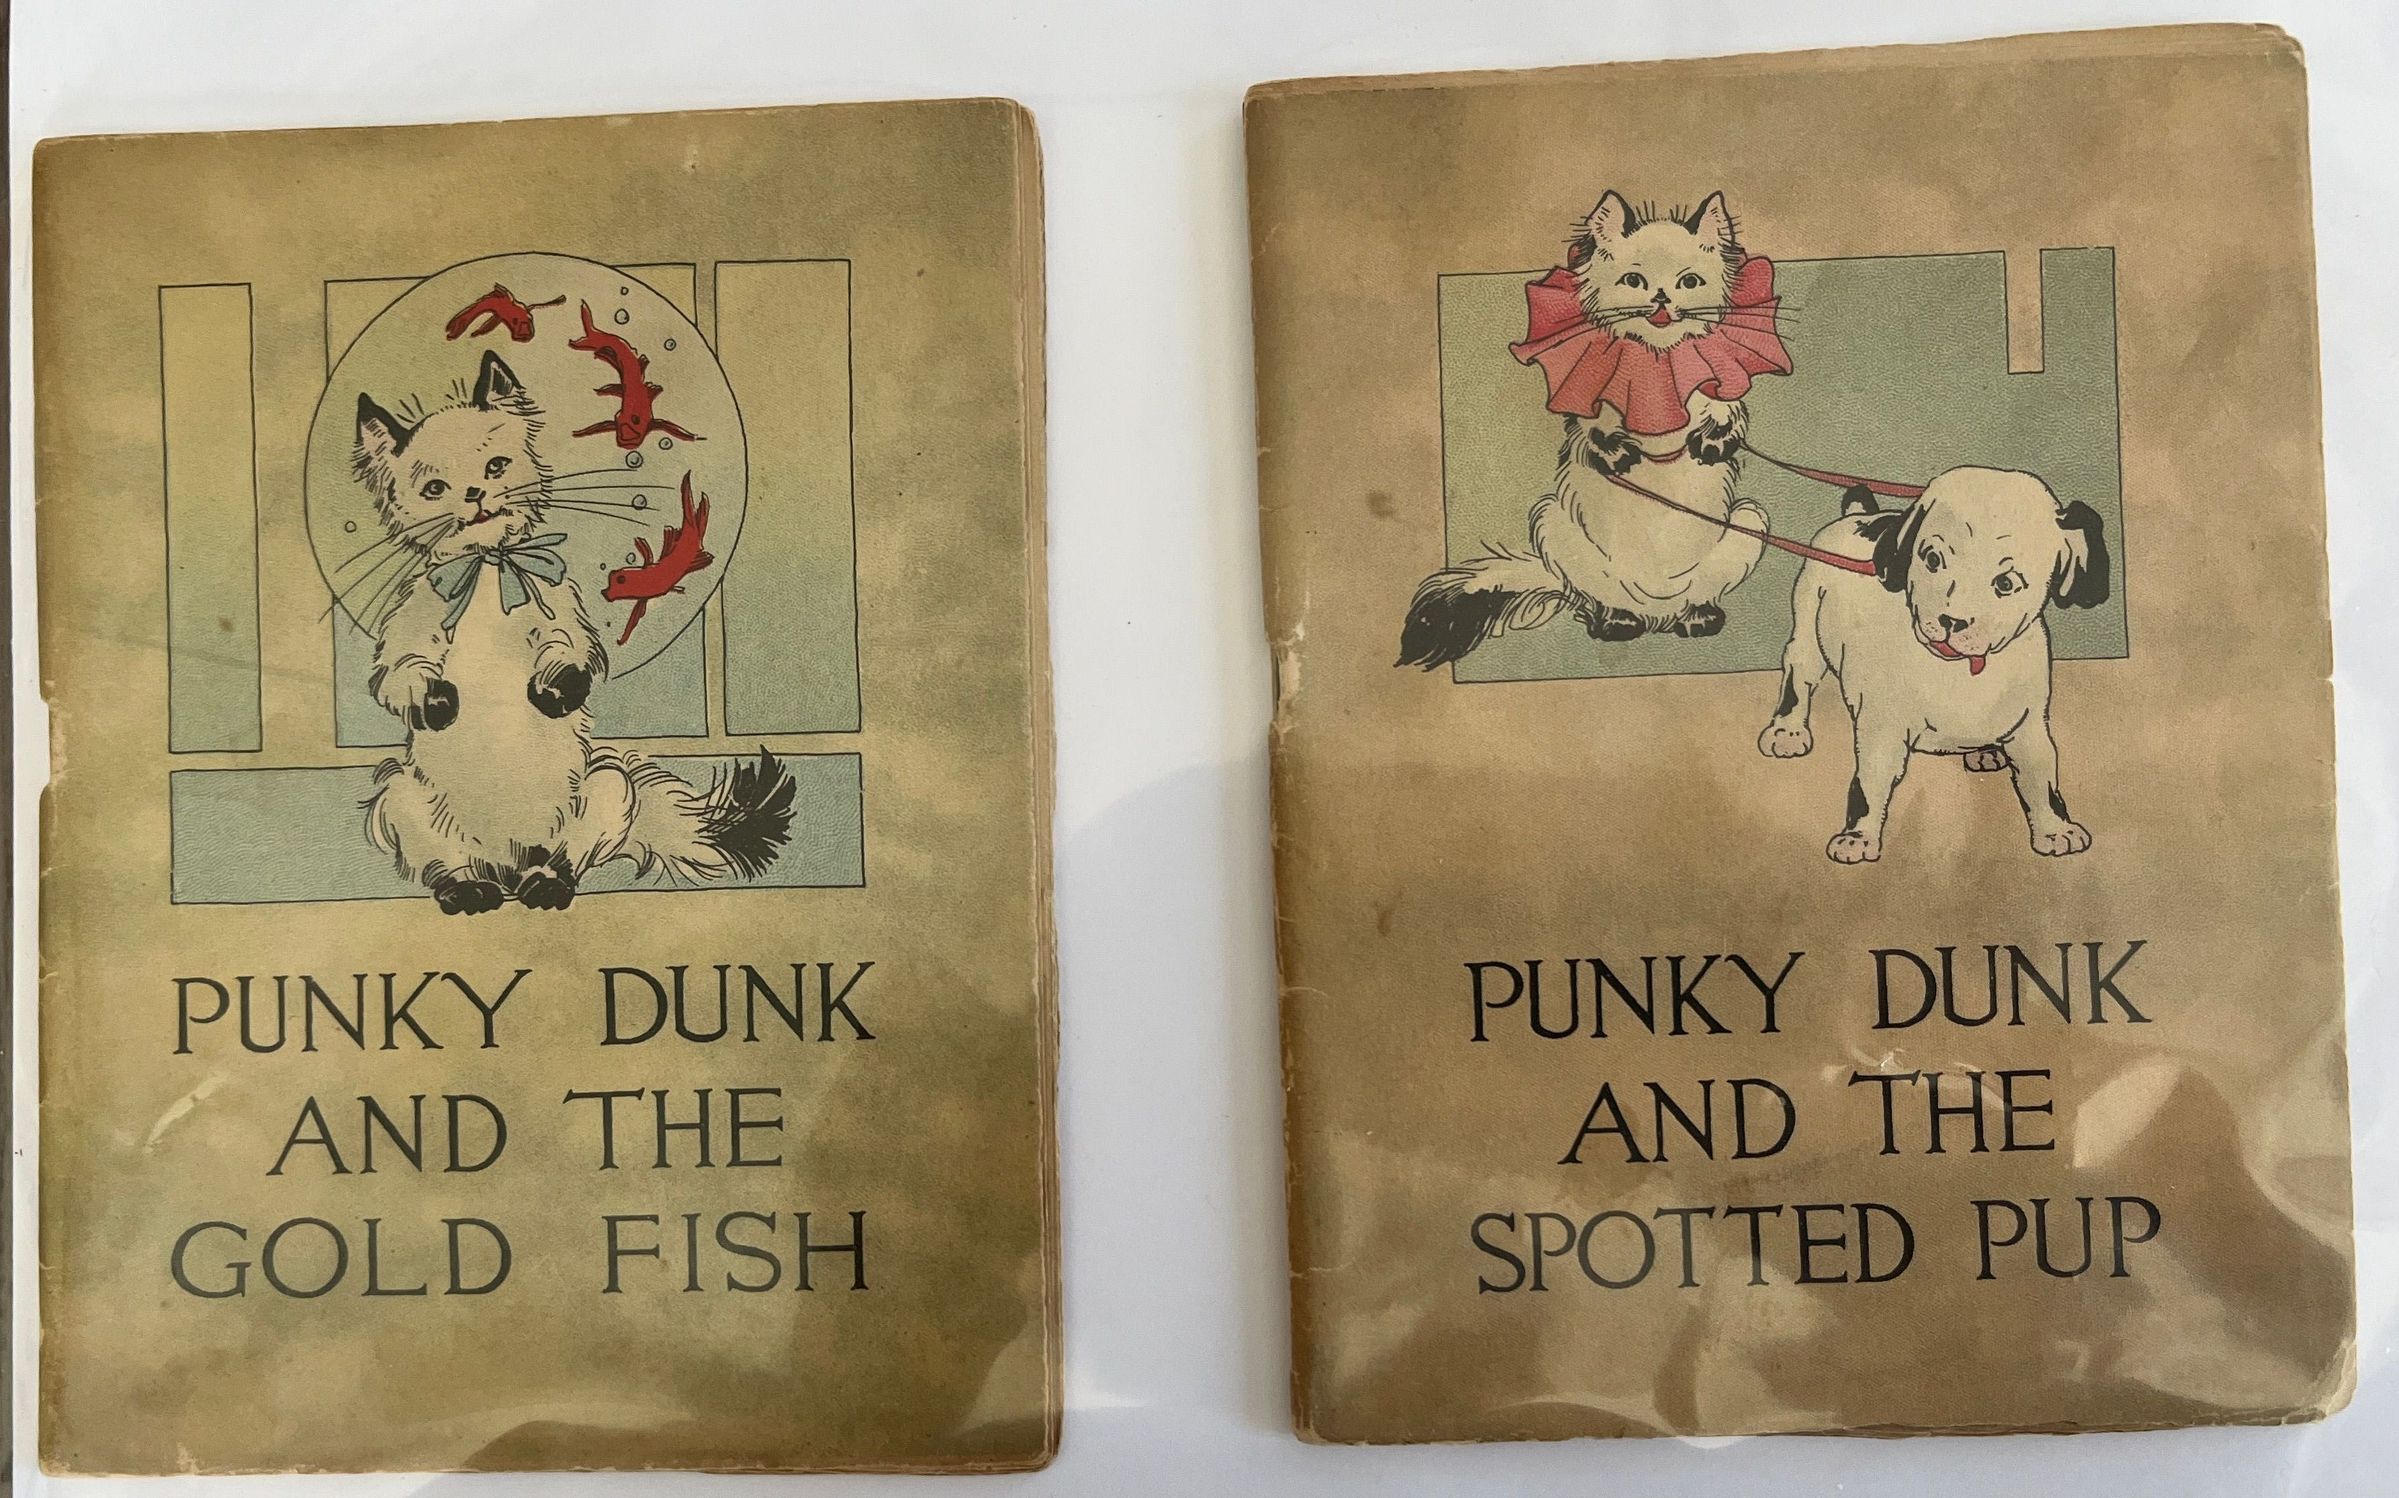 PUNKY DUNK
AND THE
GOLD FISH
PUNKY DUNK
AND THE
SPOTTED PUP